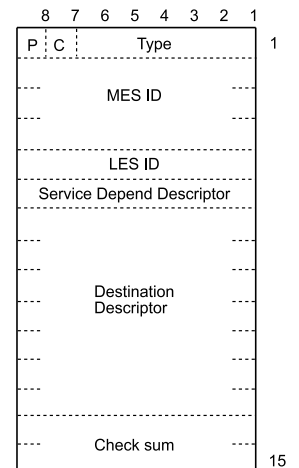 8 7 6 5 4 3 2 1
P C Type 1
MES ID
LES ID
Service Depend Descriptor
Destination
Descriptor
Check sum
15